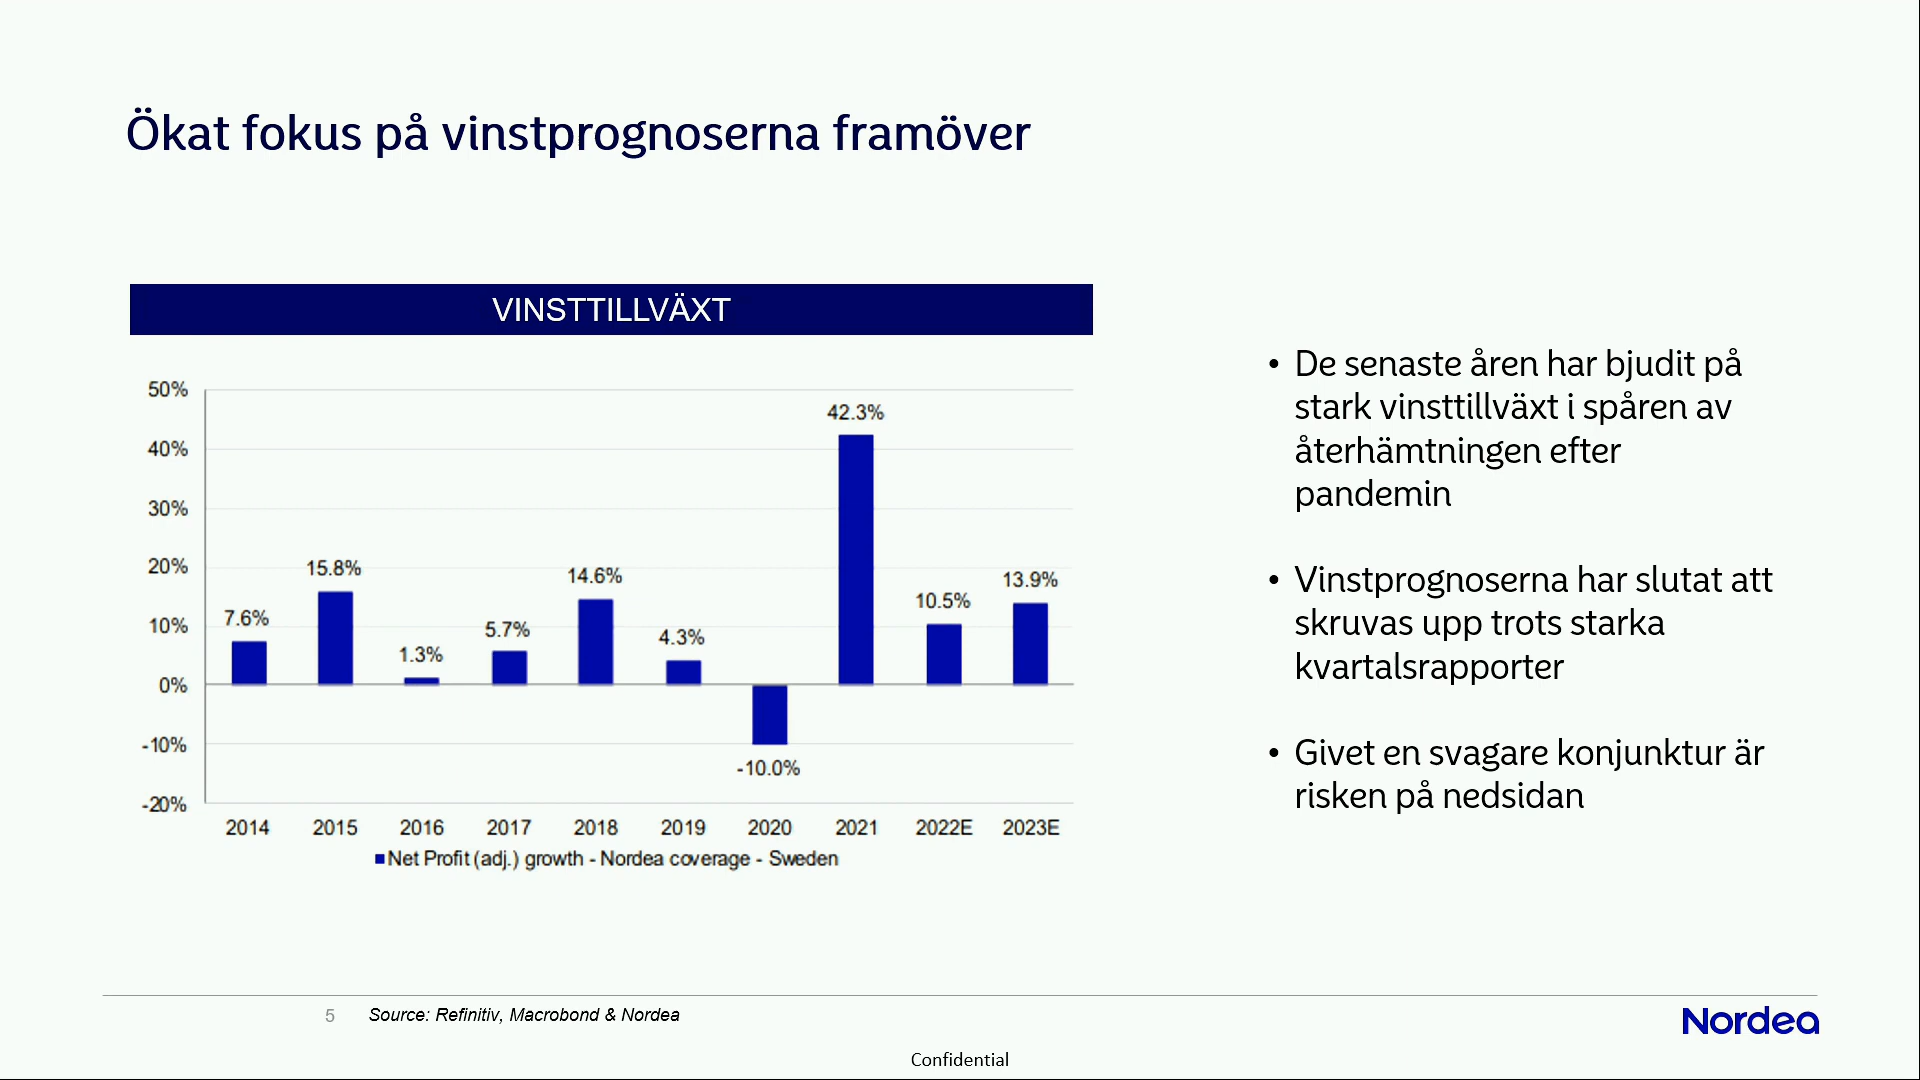 Ökat fokus på vinstprognoserna framöver
VINSTTILLVÄXT
50%
40%
30%
20%
10%
0%
-10%
-20%
7.6%
15.8%
1.3%
5.7%
14.6%
4.3%
-10.0%
42.3%
10.5%
13.9%
2014 2015 2016 2017 2018 2019 2020 2021 2022E 2023E
Net Profit (adj.) growth - Nordea coverage - Sweden
• De senaste åren har bjudit på
stark vinsttillväxt i spåren av
återhämtningen efter
pandemin
• Vinstprognoserna har slutat att
skruvas upp trots starka
kvartalsrapporter
• Givet en svagare konjunktur är
risken på nedsidan
5 Source: Refinitiv, Macrobond & Nordea
Nordea
Confidential